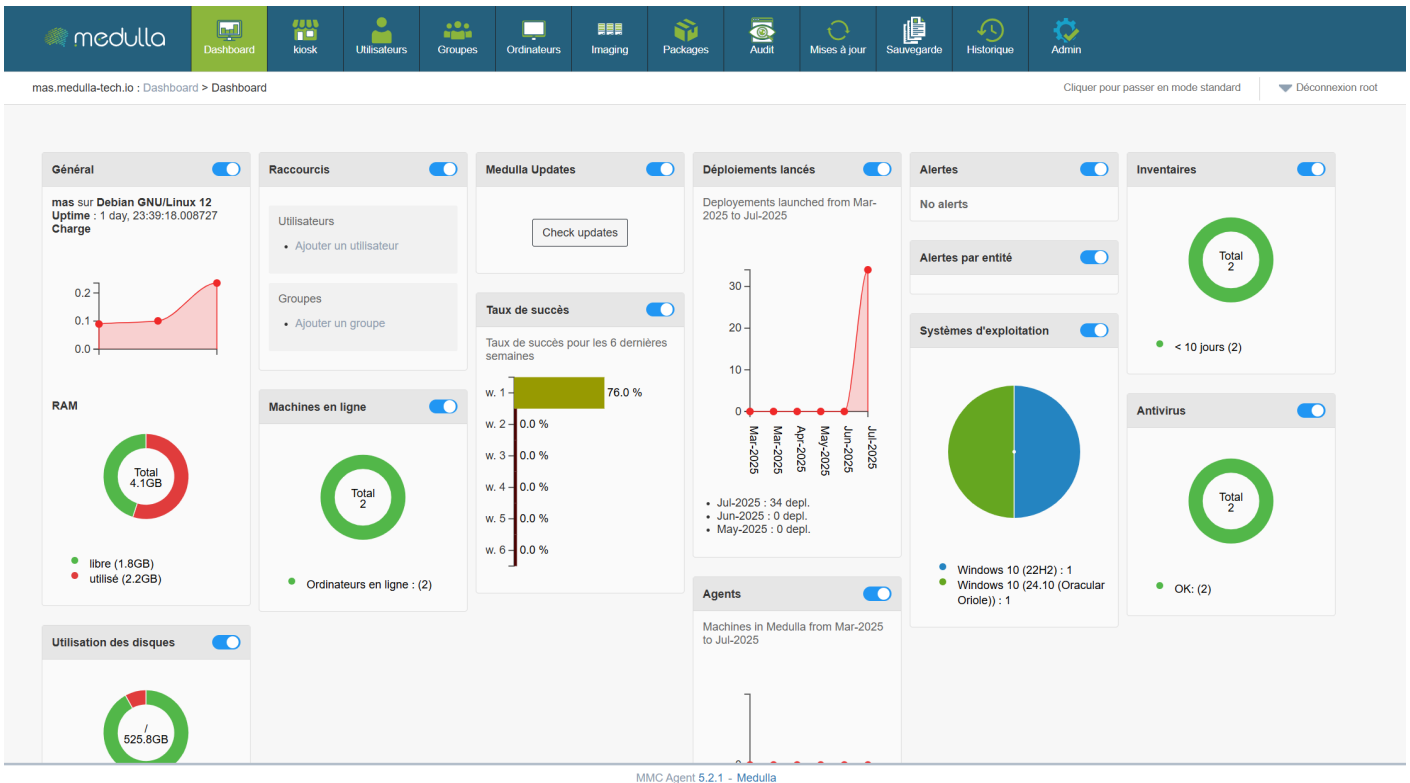 medulla
Dashboard
kiosk
Utilisateurs
Groupes
Ordinateurs
Imaging
Packages
Audit
Mises à jour
Sauvegarde
Historique
Admin
mas.medulla-tech.io : Dashboard > Dashboard
Cliquer pour passer en mode standard
Déconnexion root
Général
mas sur Debian GNU/Linux 12
Uptime : 1 day, 23:39:18.008727
Charge
0.2
0.1
0.0
RAM
Total
4.1GB
libre (1.8GB)
utilisé (2.2GB)
Utilisation des disques
/
525.8GB
Raccourcis
Utilisateurs
• Ajouter un utilisateur
Groupes
• Ajouter un groupe
Machines en ligne
Total
2
Ordinateurs en ligne : (2)
Medulla Updates
Check updates
Taux de succès
Taux de succès pour les 6 dernières
semaines
w. 1 76.0 %
w. 2 0.0 %
w. 3 0.0 %
w. 4 0.0 %
w. 5 0.0 %
w. 6 0.0 %
Déploiements lancés
Deployements launched from Mar-
2025 to Jul-2025
30
20
10
0
Mar-2025
Mar-2025
Apr-2025
May-2025
Jun-2025
Jul-2025
• Jul-2025 : 34 depl.
• Jun-2025 : 0 depl.
• May-2025 : 0 depl.
Agents
Machines in Medulla from Mar-2025
to Jul-2025
Alertes
No alerts
Alertes par entité
Systèmes d'exploitation
Windows 10 (22H2) : 1
Windows 10 (24.10 (Oracular
Oriole)) : 1
Inventaires
Total
2
< 10 jours (2)
Antivirus
Total
2
OK: (2)
MMC Agent 5.2.1 - Medulla